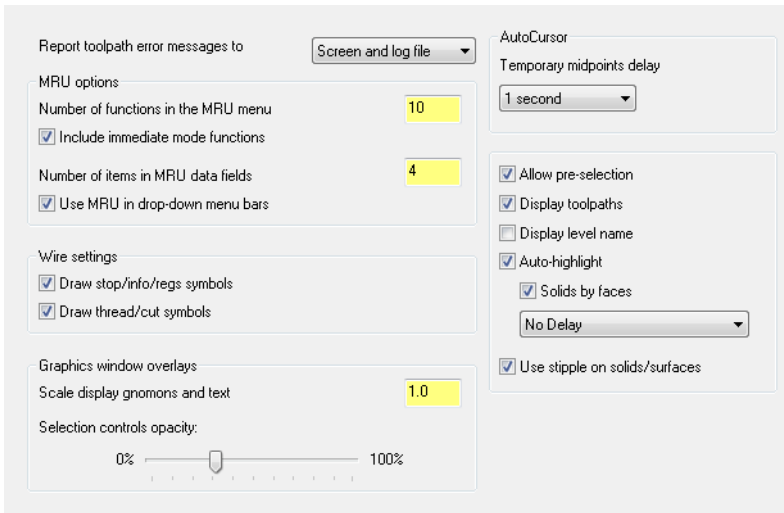 Report toolpath error messages to
Screen and log file
MRU options
Number of functions in the MRU menu
10
Include immediate mode functions
Number of items in MRU data fields
4
Use MRU in drop-down menu bars
Wire settings
Draw stop/info/regs symbols
Draw thread/cut symbols
Graphics window overlays
Scale display gnomons and text
1.0
Selection controls opacity:
0%
100%
AutoCursor
Temporary midpoints delay
1 second
Allow pre-selection
Display toolpaths
Display level name
Auto-highlight
Solids by faces
No Delay
Use stipple on solids/surfaces